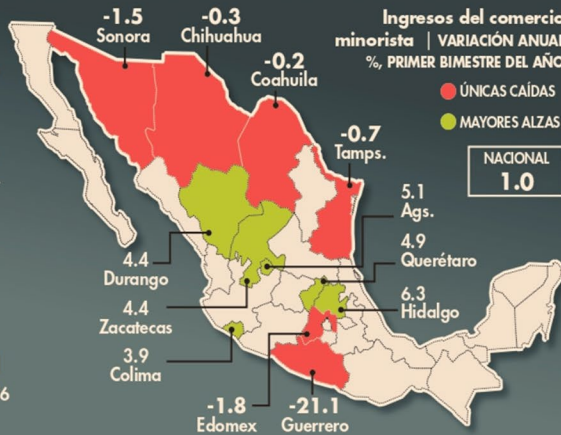 Ingresos del comercio
minorista | VARIACIÓN ANUAL
%, PRIMER BIMESTRE DEL AÑO
ÚNICAS CAÍDAS
MAYORES ALZAS
NACIONAL
1.0
-1.5
Sonora
-0.3
Chihuahua
-0.2
Coahuila
-0.7
Tamps.
5.1
Ags.
4.9
Querétaro
6.3
Hidalgo
4.4
Durango
4.4
Zacatecas
3.9
Colima
-1.8
Edomex
-21.1
Guerrero
6